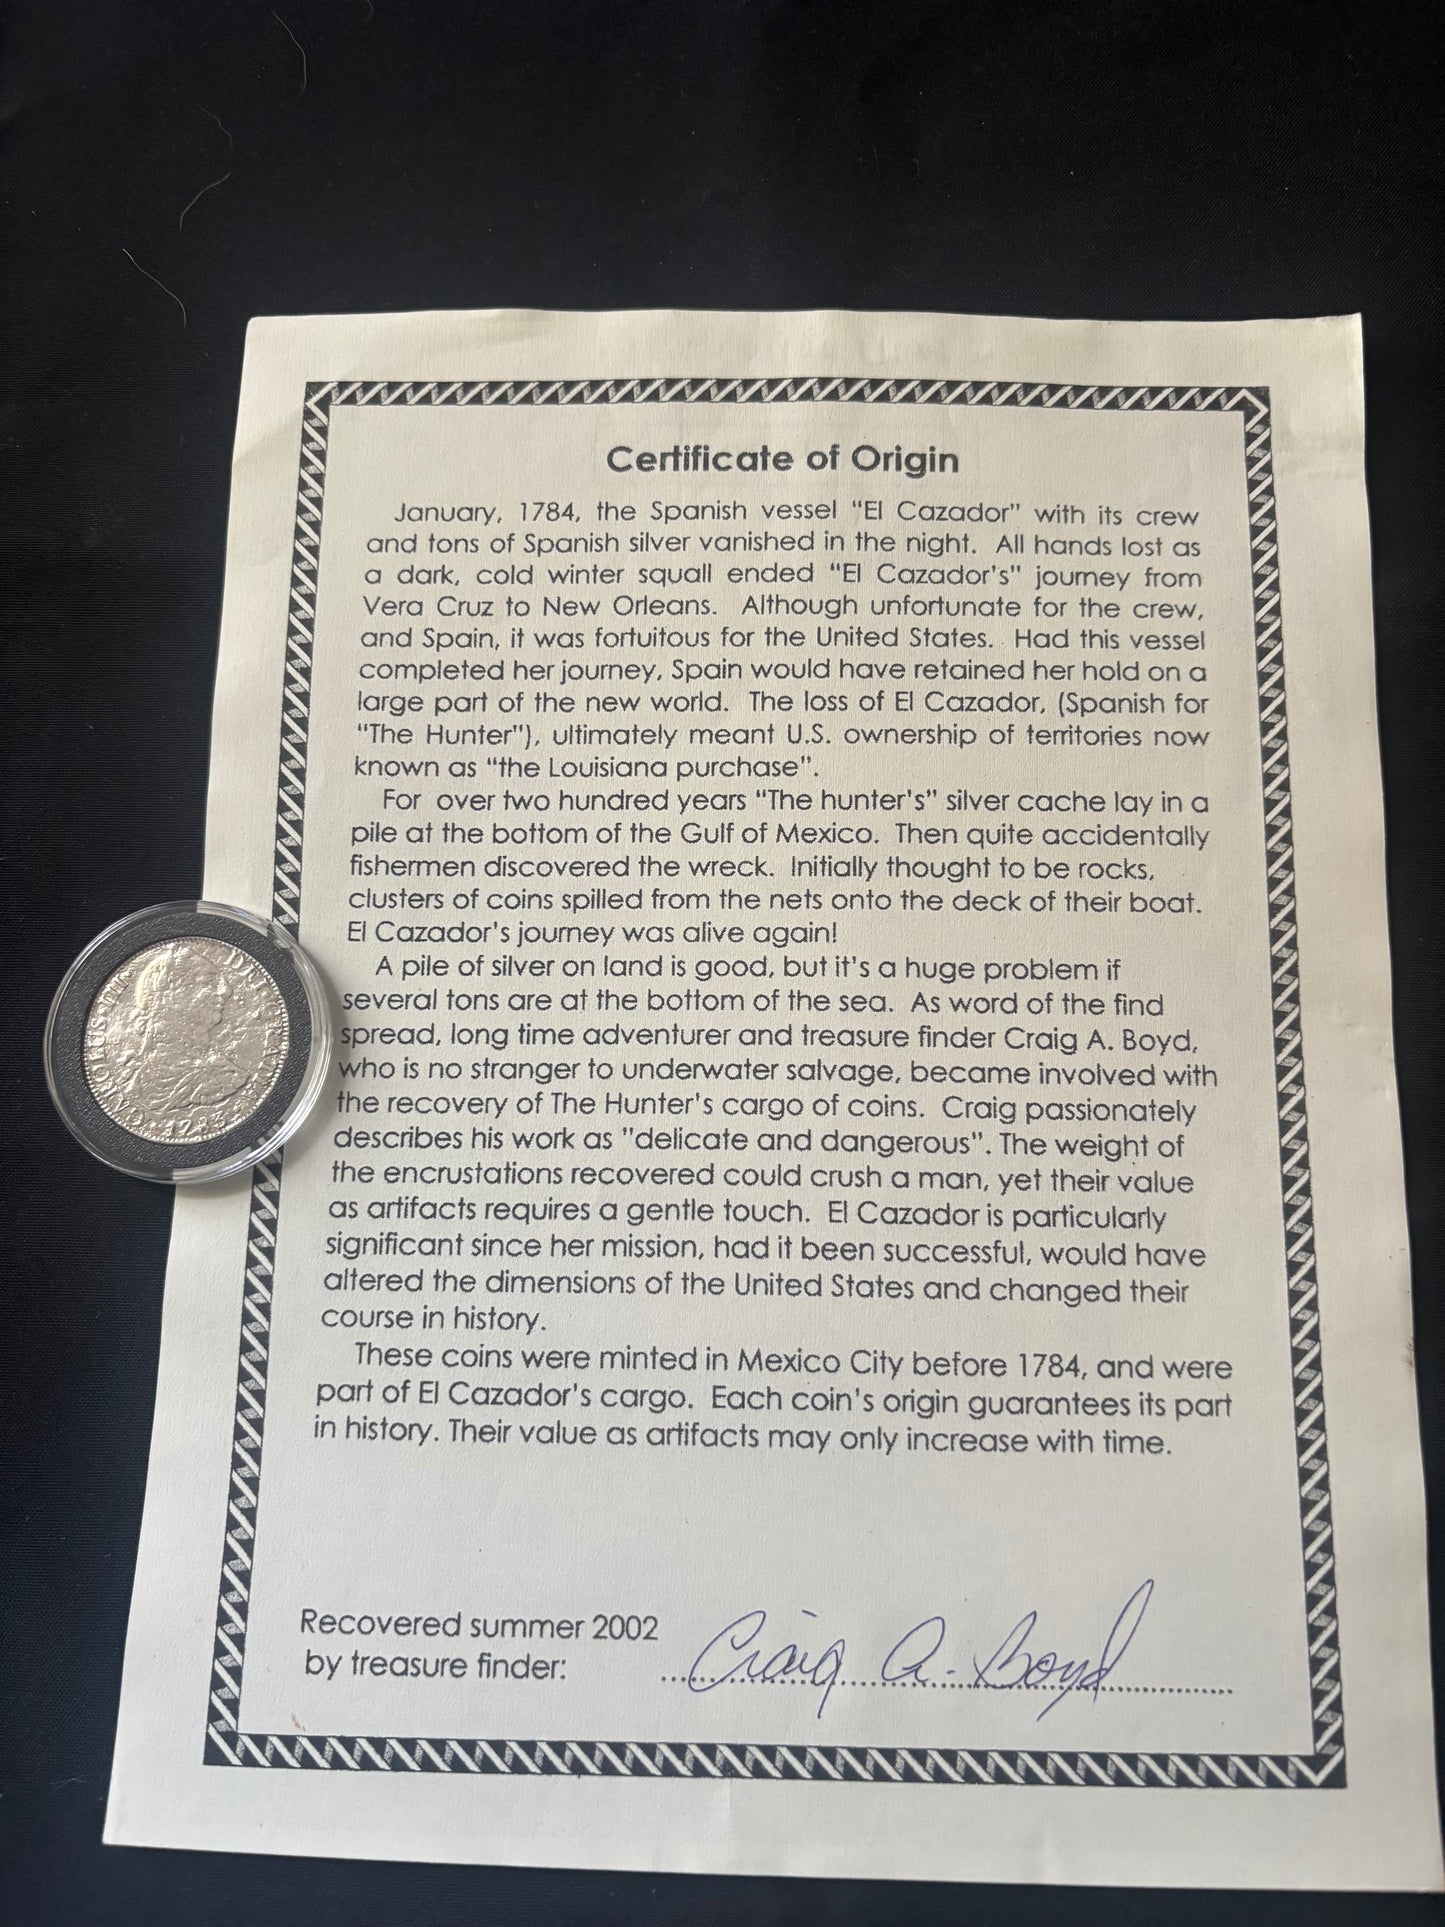 Certificate of Origin
January, 1784, the Spanish vessel "El Cazador" with its crew
and tons of Spanish silver vanished in the night. All hands lost as
a dark, cold winter squall ended "El Cazador's" journey from
Vera Cruz to New Orleans. Although unfortunate for the crew,
and Spain, it was fortuitous for the United States. Had this vessel
completed her journey, Spain would have retained her hold on a
large part of the new world. The loss of El Cazador, (Spanish for
"The Hunter"), ultimately meant U.S. ownership of territories now
known as "the Louisiana purchase".
For over two hundred years "The hunter's" silver cache lay in a
pile at the bottom of the Gulf of Mexico. Then quite accidentally
fishermen discovered the wreck. Initially thought to be rocks,
clusters of coins spilled from the nets onto the deck of their boat.
El Cazador's journey was alive again!
A pile of silver on land is good, but it's a huge problem if
several tons are at the bottom of the sea. As word of the find
spread, long time adventurer and treasure finder Craig A. Boyd,
who is no stranger to underwater salvage, became involved with
the recovery of The Hunter's cargo of coins. Craig passionately
describes his work as "delicate and dangerous". The weight of
the encrustations recovered could crush a man, yet their value
as artifacts requires a gentle touch. El Cazador is particularly
significant since her mission, had it been successful, would have
altered the dimensions of the United States and changed their
course in history.
These coins were minted in Mexico City before 1784, and were
part of El Cazador's cargo. Each coin's origin guarantees its part
in history. Their value as artifacts may only increase with time.
Recovered summer 2002
by treasure finder: Craig A. Boyd
CAROLUS III DEI GRATIA
1783